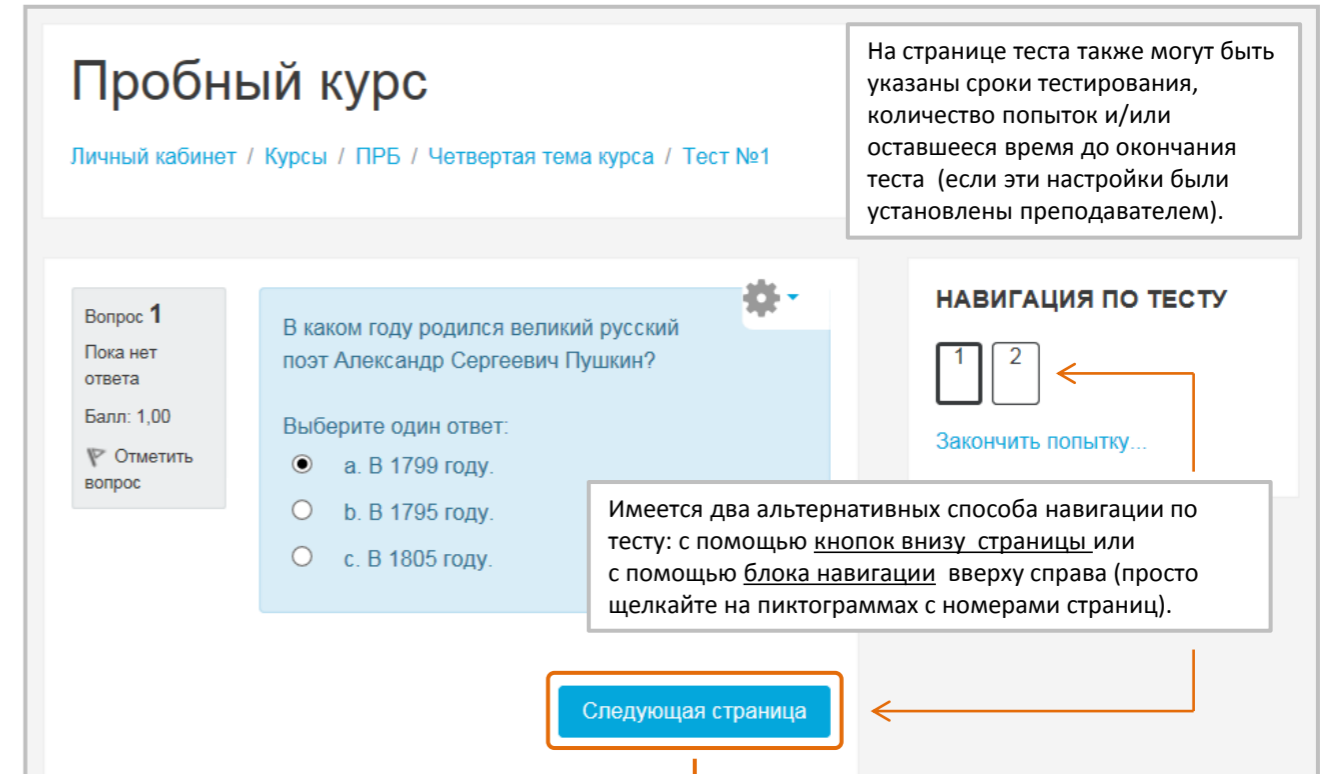 Пробный курс
Личный кабинет / Курсы / ПРБ / Четвертая тема курса / Тест №1
На странице теста также могут быть
указаны сроки тестирования,
количество попыток и/или
оставшееся время до окончания
теста (если эти настройки были
установлены преподавателем).
Вопрос 1
Пока нет
ответа
Балл: 1,00
Отметить
вопрос
В каком году родился великий русский
поэт Александр Сергеевич Пушкин?
Выберите один ответ:
a. В 1799 году.
b. В 1795 году.
c. В 1805 году.
НАВИГАЦИЯ ПО ТЕСТУ
1 2
Закончить попытку...
Имеется два альтернативных способа навигации по
тесту: с помощью кнопок внизу страницы или
с помощью блока навигации вверху справа (просто
щелкайте на пиктограммах с номерами страниц).
Следующая страница